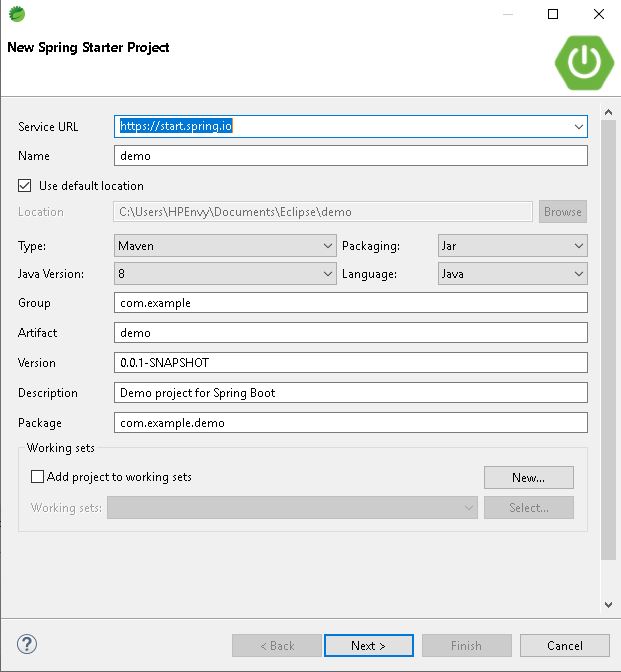 New Spring Starter Project
Service URL https://start.spring.io
Name demo
Use default location
Location C:\Users\HPEnvy\Documents\Eclipse\demo Browse
Type: Maven Packaging: Jar
Java Version: 8 Language: Java
Group com.example
Artifact demo
Version 0.0.1-SNAPSHOT
Description Demo project for Spring Boot
Package com.example.demo
Working sets
Add project to working sets New...
Working sets: Select...
? < Back Next > Finish Cancel